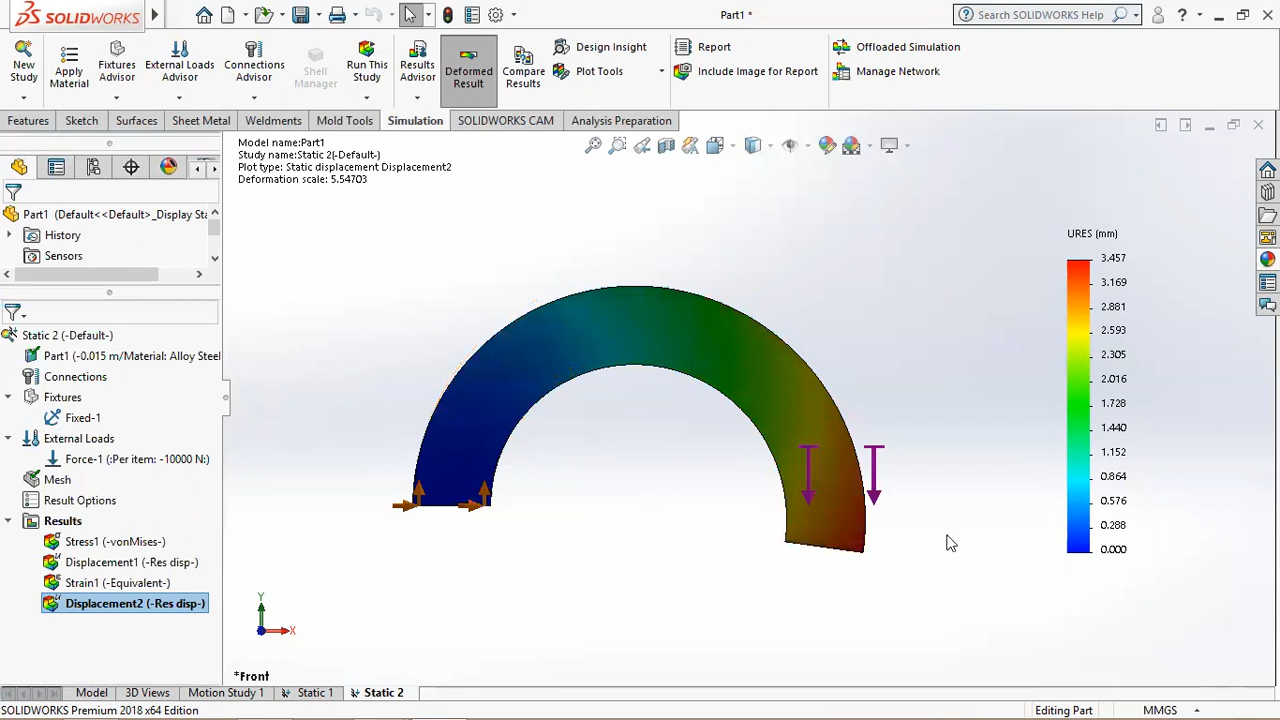 SOLIDWORKS
Part1 *
Search SOLIDWORKS Help
?
New Study
Apply Material
Fixtures Advisor
External Loads Advisor
Connections Advisor
Shell Manager
Run This Study
Results Advisor
Deformed Result
Compare Results
Design Insight
Plot Tools
Report
Include Image for Report
Offloaded Simulation
Manage Network
Features
Sketch
Surfaces
Sheet Metal
Weldments
Mold Tools
Simulation
SOLIDWORKS CAM
Analysis Preparation
Part1 (Default<<Default>_Display Sta
History
Sensors
Static 2 (-Default-)
Part1 (-0.015 m/Material: Alloy Steel
Connections
Fixtures
Fixed-1
External Loads
Force-1 (:Per item: -10000 N:)
Mesh
Result Options
Results
Stress1 (-vonMises-)
Displacement1 (-Res disp-)
Strain1 (-Equivalent-)
Displacement2 (-Res disp-)
Model name:Part1
Study name:Static 2(-Default-)
Plot type: Static displacement Displacement2
Deformation scale: 5.54703
URES (mm)
3.457
3.169
2.881
2.593
2.305
2.016
1.728
1.440
1.152
0.864
0.576
0.288
0.000
Y
X
*Front
Model
3D Views
Motion Study 1
Static 1
Static 2
SOLIDWORKS Premium 2018 x64 Edition
Editing Part
MMGS